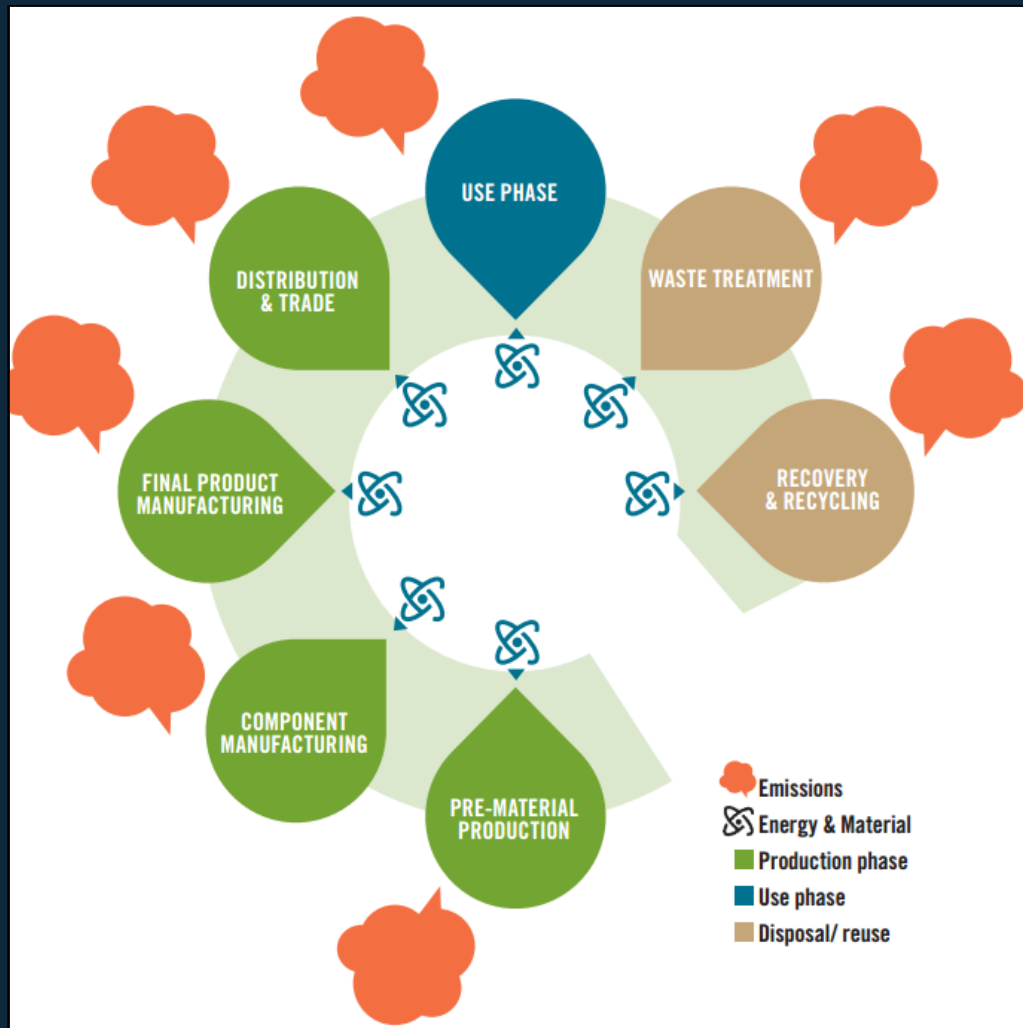 USE PHASE
DISTRIBUTION
& TRADE
WASTE TREATMENT
FINAL PRODUCT
MANUFACTURING
RECOVERY
& RECYCLING
COMPONENT
MANUFACTURING
PRE-MATERIAL
PRODUCTION
Emissions
Energy & Material
Production phase
Use phase
Disposal/ reuse